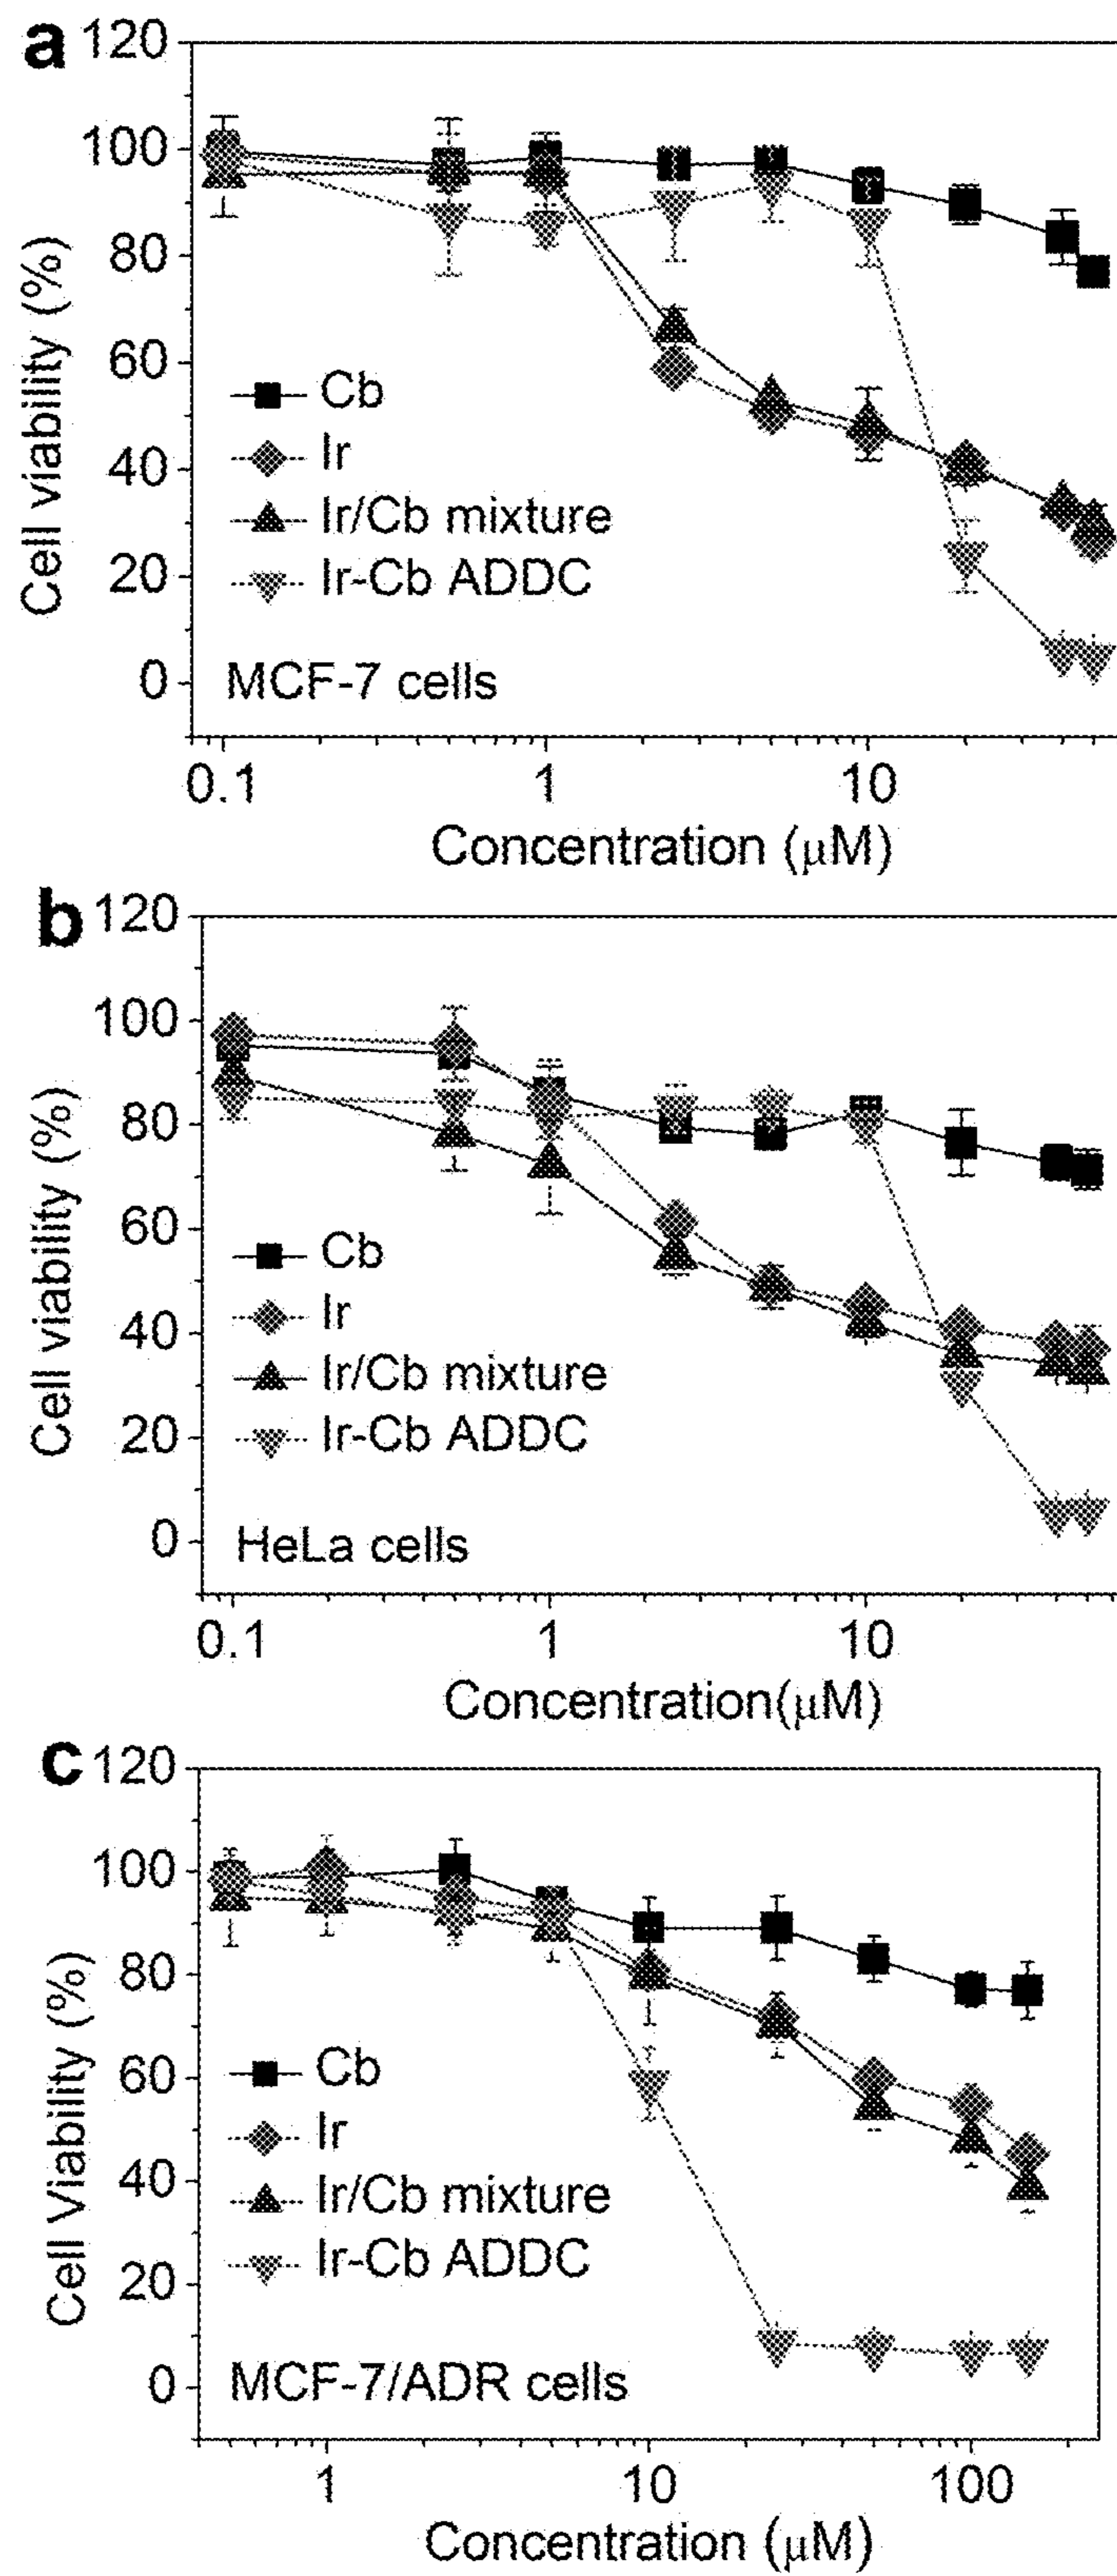 a
120
100
80
60
40
20
0
Cell viability (%)
Cb
Ir
Ir/Cb mixture
Ir-Cb ADDC
MCF-7 cells
0.1 1 10
Concentration (μM)
b
120
100
80
60
40
20
0
Cell viability (%)
Cb
Ir
Ir/Cb mixture
Ir-Cb ADDC
HeLa cells
0.1 1 10
Concentration(μM)
c
120
100
80
60
40
20
0
Cell Viability (%)
Cb
Ir
Ir/Cb mixture
Ir-Cb ADDC
MCF-7/ADR cells
1 10 100
Concentration (μM)